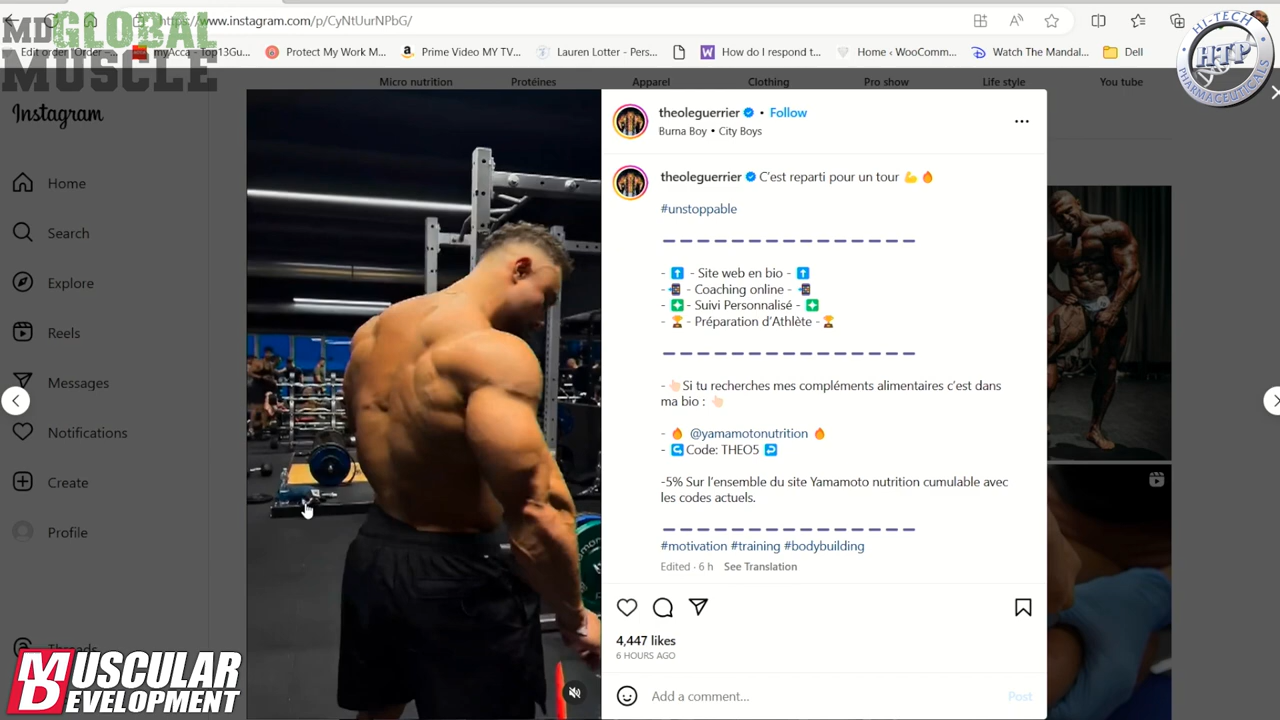 https://www.instagram.com/p/CyNtUurNPbG/
MD GLOBAL
MUSCLE
Edit order "Order –...
myAcca - Top13Gu...
Protect My Work M...
Prime Video MY TV...
Lauren Lotter - Pers...
How do I respond t...
Home ‹ WooComm...
Watch The Mandal...
Dell
HI-TECH
HTP
PHARMACEUTICALS
Micro nutrition
Protéines
Apparel
Clothing
Pro show
Life style
You tube
Instagram
Home
Search
Explore
Reels
Messages
Notifications
Create
Profile
Threads
theoleguerrier • Follow
Burna Boy • City Boys
theoleguerrier C'est reparti pour un tour 💪🔥
#unstoppable
— — — — — — — — — — — — — — —
- ⬆️ - Site web en bio - ⬆️
- 📲 - Coaching online - 📲
- ❇️ - Suivi Personnalisé - ❇️
- 🏆 - Préparation d'Athlète - 🏆
— — — — — — — — — — — — — — —
- 👆🏻Si tu recherches mes compléments alimentaires c'est dans
ma bio : 👆🏻
- 🔥 @yamamotonutrition 🔥
- ↪️ Code: THEO5 ↩️
-5% Sur l'ensemble du site Yamamoto nutrition cumulable avec
les codes actuels.
— — — — — — — — — — — — — — —
#motivation #training #bodybuilding
Edited · 6 h See Translation
4,447 likes
6 HOURS AGO
Add a comment...
Post
MUSCULAR
DEVELOPMENT